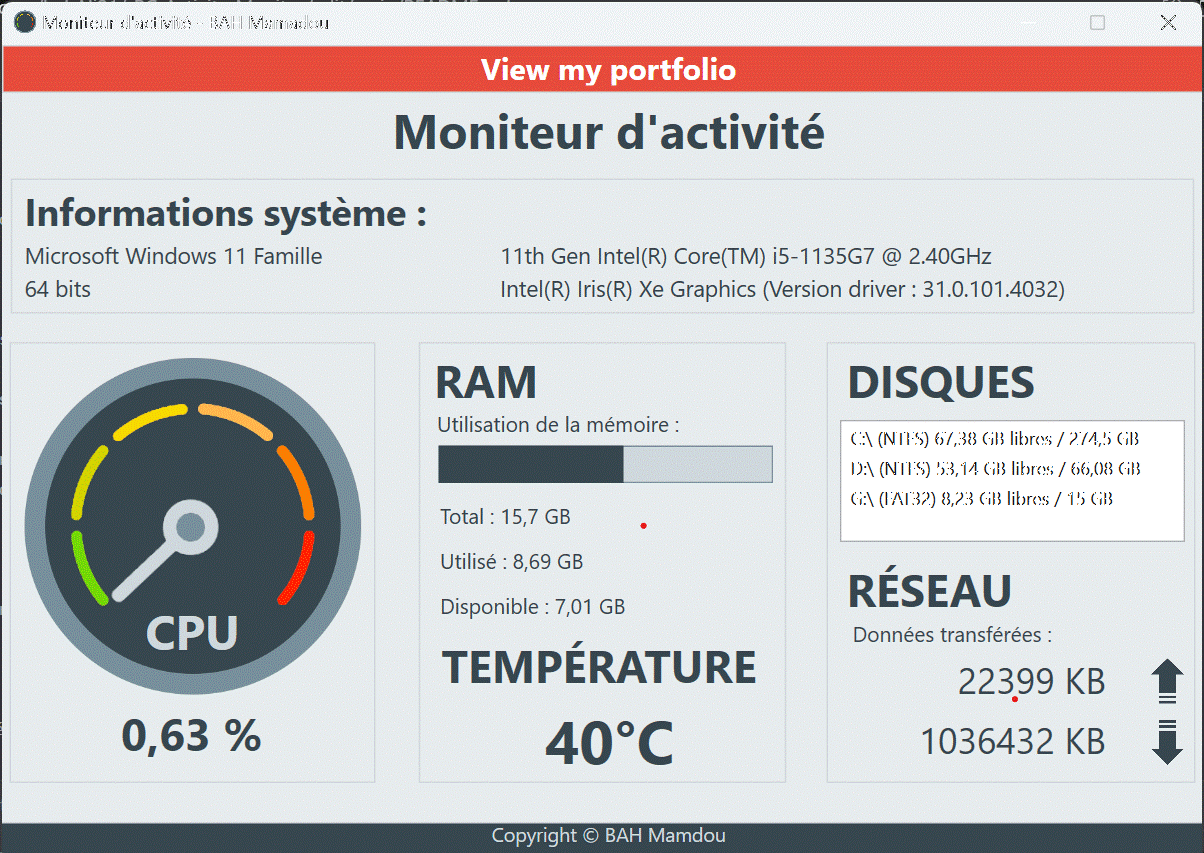 Moniteur d'activité - BAH Mamadou
View my portfolio
Moniteur d'activité
Informations système :
Microsoft Windows 11 Famille
11th Gen Intel(R) Core(TM) i5-1135G7 @ 2.40GHz
64 bits
Intel(R) Iris(R) Xe Graphics (Version driver : 31.0.101.4032)
CPU
0,63 %
RAM
Utilisation de la mémoire :
Total : 15,7 GB
Utilisé : 8,69 GB
Disponible : 7,01 GB
TEMPÉRATURE
40°C
DISQUES
C:\ (NTFS) 67,38 GB libres / 274,5 GB
D:\ (NTFS) 53,14 GB libres / 66,08 GB
G:\ (FAT32) 8,23 GB libres / 15 GB
RÉSEAU
Données transférées :
22399 KB
1036432 KB
Copyright © BAH Mamdou